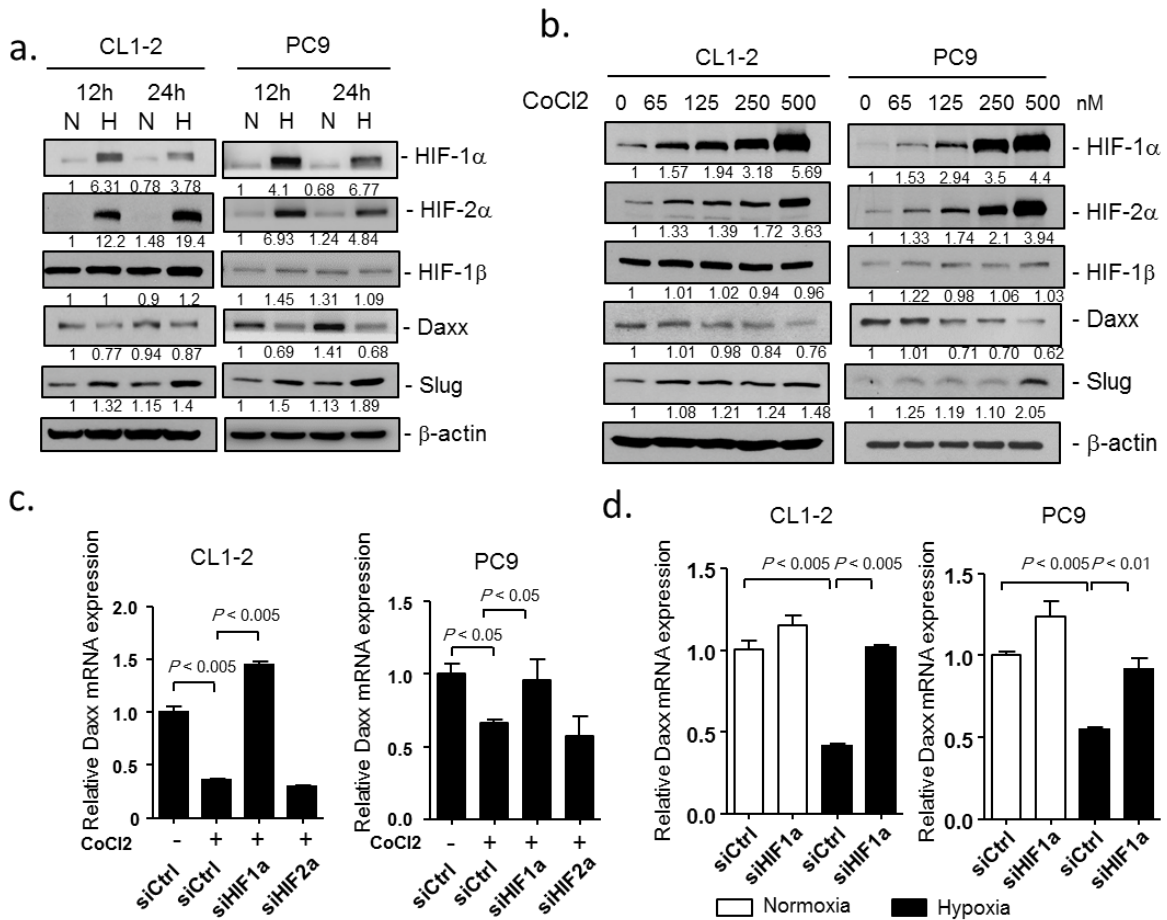 a.
CL1-2 PC9
12h 24h 12h 24h
N H N H N H N H
- HIF-1α
1 6.31 0.78 3.78 1 4.1 0.68 6.77
- HIF-2α
1 12.2 1.48 19.4 1 6.93 1.24 4.84
- HIF-1β
1 1 0.9 1.2 1 1.45 1.31 1.09
- Daxx
1 0.77 0.94 0.87 1 0.69 1.41 0.68
- Slug
1 1.32 1.15 1.4 1 1.5 1.13 1.89
- β-actin
b.
CL1-2 PC9
CoCl2 0 65 125 250 500 0 65 125 250 500 nM
- HIF-1α
1 1.57 1.94 3.18 5.69 1 1.53 2.94 3.5 4.4
- HIF-2α
1 1.33 1.39 1.72 3.63 1 1.33 1.74 2.1 3.94
- HIF-1β
1 1.01 1.02 0.94 0.96 1 1.22 0.98 1.06 1.03
- Daxx
1 1.01 0.98 0.84 0.76 1 1.01 0.71 0.70 0.62
- Slug
1 1.08 1.21 1.24 1.48 1 1.25 1.19 1.10 2.05
- β-actin
c.
CL1-2
Relative Daxx mRNA expression
2.0
1.5
1.0
0.5
0
P < 0.005
P < 0.005
CoCl2 - + + +
siCtrl siCtrl siHIF1a siHIF2a
PC9
Relative Daxx mRNA expression
1.5
1.0
0.5
0.0
P < 0.05
P < 0.05
CoCl2 - + + +
siCtrl siCtrl siHIF1a siHIF2a
d.
CL1-2
Relative Daxx mRNA expression
1.5
1.0
0.5
0.0
P < 0.005 P < 0.005
siCtrl siHIF1a siCtrl siHIF1a
PC9
Relative Daxx mRNA expression
1.5
1.0
0.5
0.0
P < 0.005 P < 0.01
siCtrl siHIF1a siCtrl siHIF1a
Normoxia Hypoxia